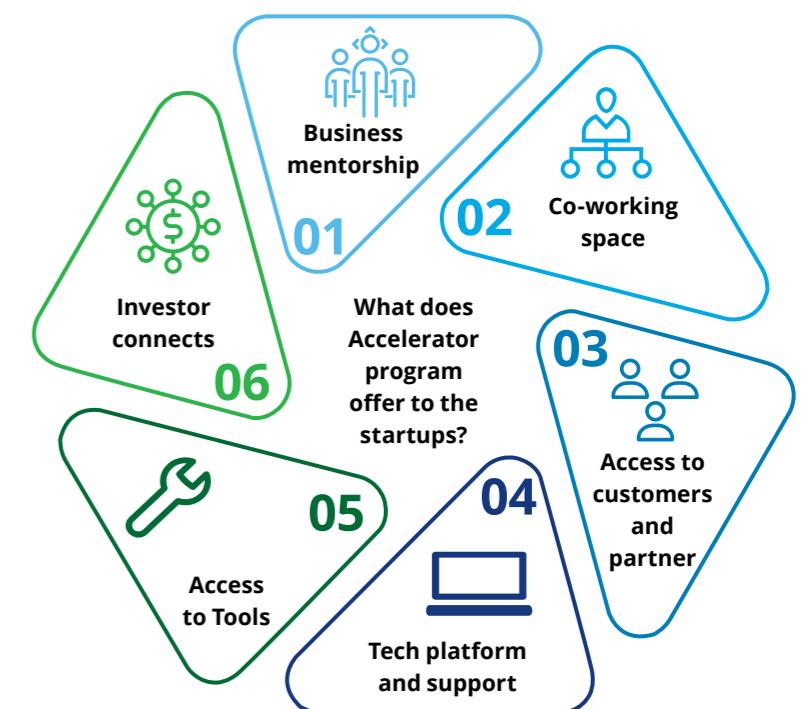 What does
Accelerator
program
offer to the
startups?
Business
mentorship
01
02
Co-working
space
03
Access to
customers
and
partner
04
Tech platform
and support
05
Access
to Tools
Investor
connects
06